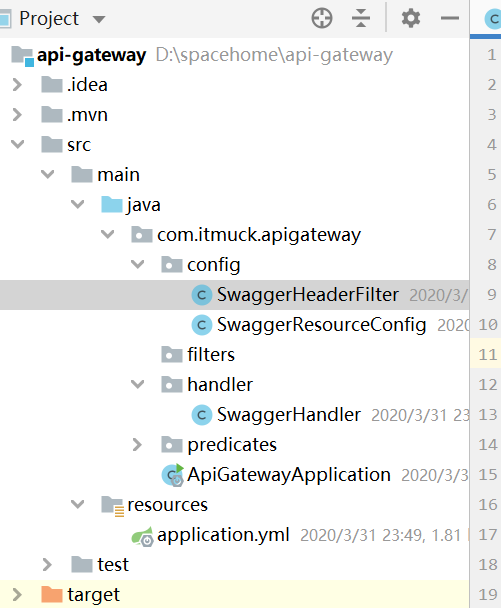 Project
api-gateway D:\spacehome\api-gateway
.idea
.mvn
src
main
java
com.itmuck.apigateway
config
SwaggerHeaderFilter 2020/3/
SwaggerResourceConfig 2020
filters
handler
SwaggerHandler 2020/3/31 23
predicates
ApiGatewayApplication 2020/3/3
resources
application.yml 2020/3/31 23:49, 1.81
test
target
C
1
2
3
4
5
6
7
8
9
10
11
12
13
14
15
16
17
18
19